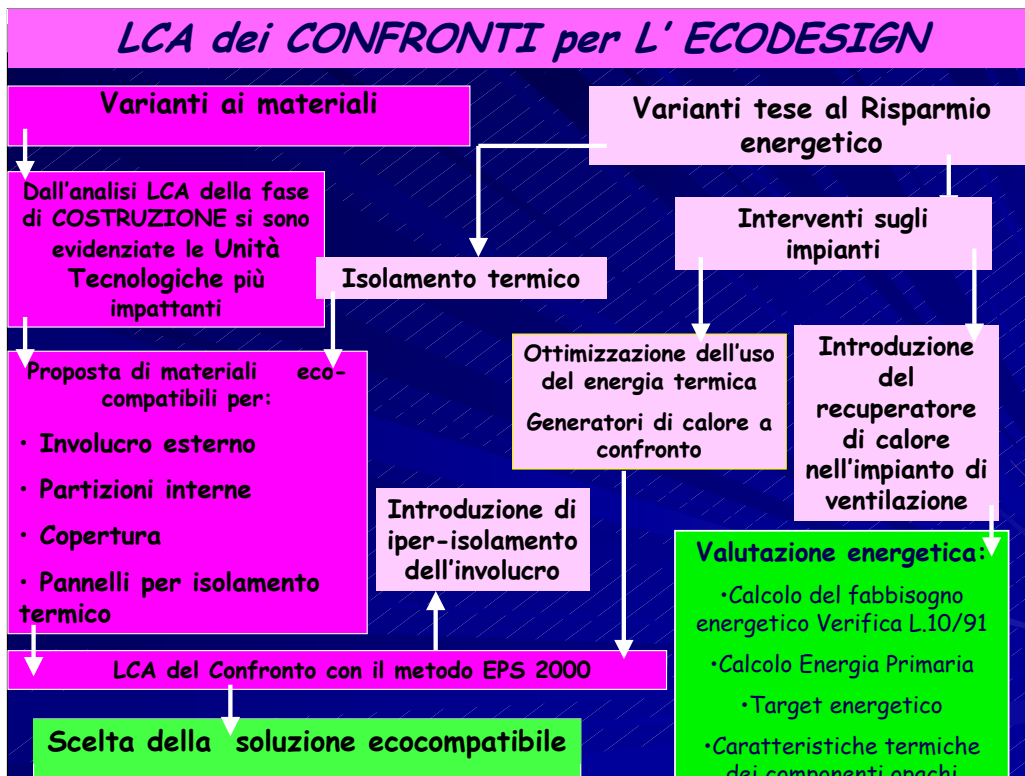 LCA dei CONFRONTI per L' ECODESIGN
Varianti ai materiali
Varianti tese al Risparmio
energetico
Dall'analisi LCA della fase
di COSTRUZIONE si sono
evidenziate le Unità
Tecnologiche più
impattanti
Isolamento termico
Interventi sugli
impianti
Proposta di materiali eco-
compatibili per:
• Involucro esterno
• Partizioni interne
• Copertura
• Pannelli per isolamento
termico
Ottimizzazione dell'uso
del energia termica
Generatori di calore a
confronto
Introduzione
del
recuperatore
di calore
nell'impianto di
ventilazione
Introduzione di
iper-isolamento
dell'involucro
Valutazione energetica:
•Calcolo del fabbisogno
energetico Verifica L.10/91
•Calcolo Energia Primaria
•Target energetico
•Caratteristiche termiche
dei componenti opachi
LCA del Confronto con il metodo EPS 2000
Scelta della soluzione ecocompatibile